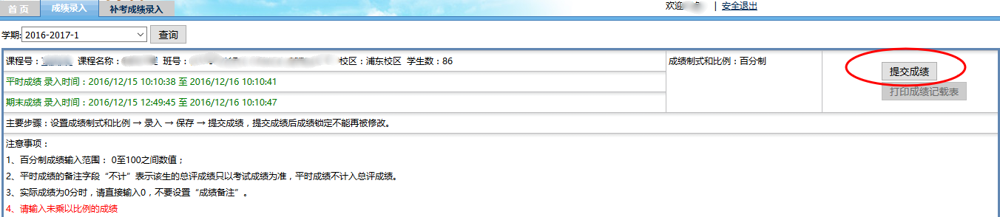 首 页 成绩录入 补考成绩录入 欢迎 | 安全退出
学期: 2016-2017-1 查询
课程号： 课程名称： 班号： 校区：浦东校区 学生数：86 成绩制式和比例：百分制 提交成绩
平时成绩 录入时间：2016/12/15 10:10:38 至 2016/12/16 10:10:41 打印成绩记载表
期末成绩 录入时间：2016/12/15 12:49:45 至 2016/12/16 10:10:47
主要步骤：设置成绩制式和比例 → 录入 → 保存 → 提交成绩，提交成绩后成绩锁定不能再被修改。
注意事项：
1、百分制成绩输入范围： 0至100之间数值；
2、平时成绩的备注字段“不计”表示该生的总评成绩只以考试成绩为准，平时成绩不计入总评成绩。
3、实际成绩为0分时，请直接输入0，不要设置“成绩备注”。
4、请输入未乘以比例的成绩